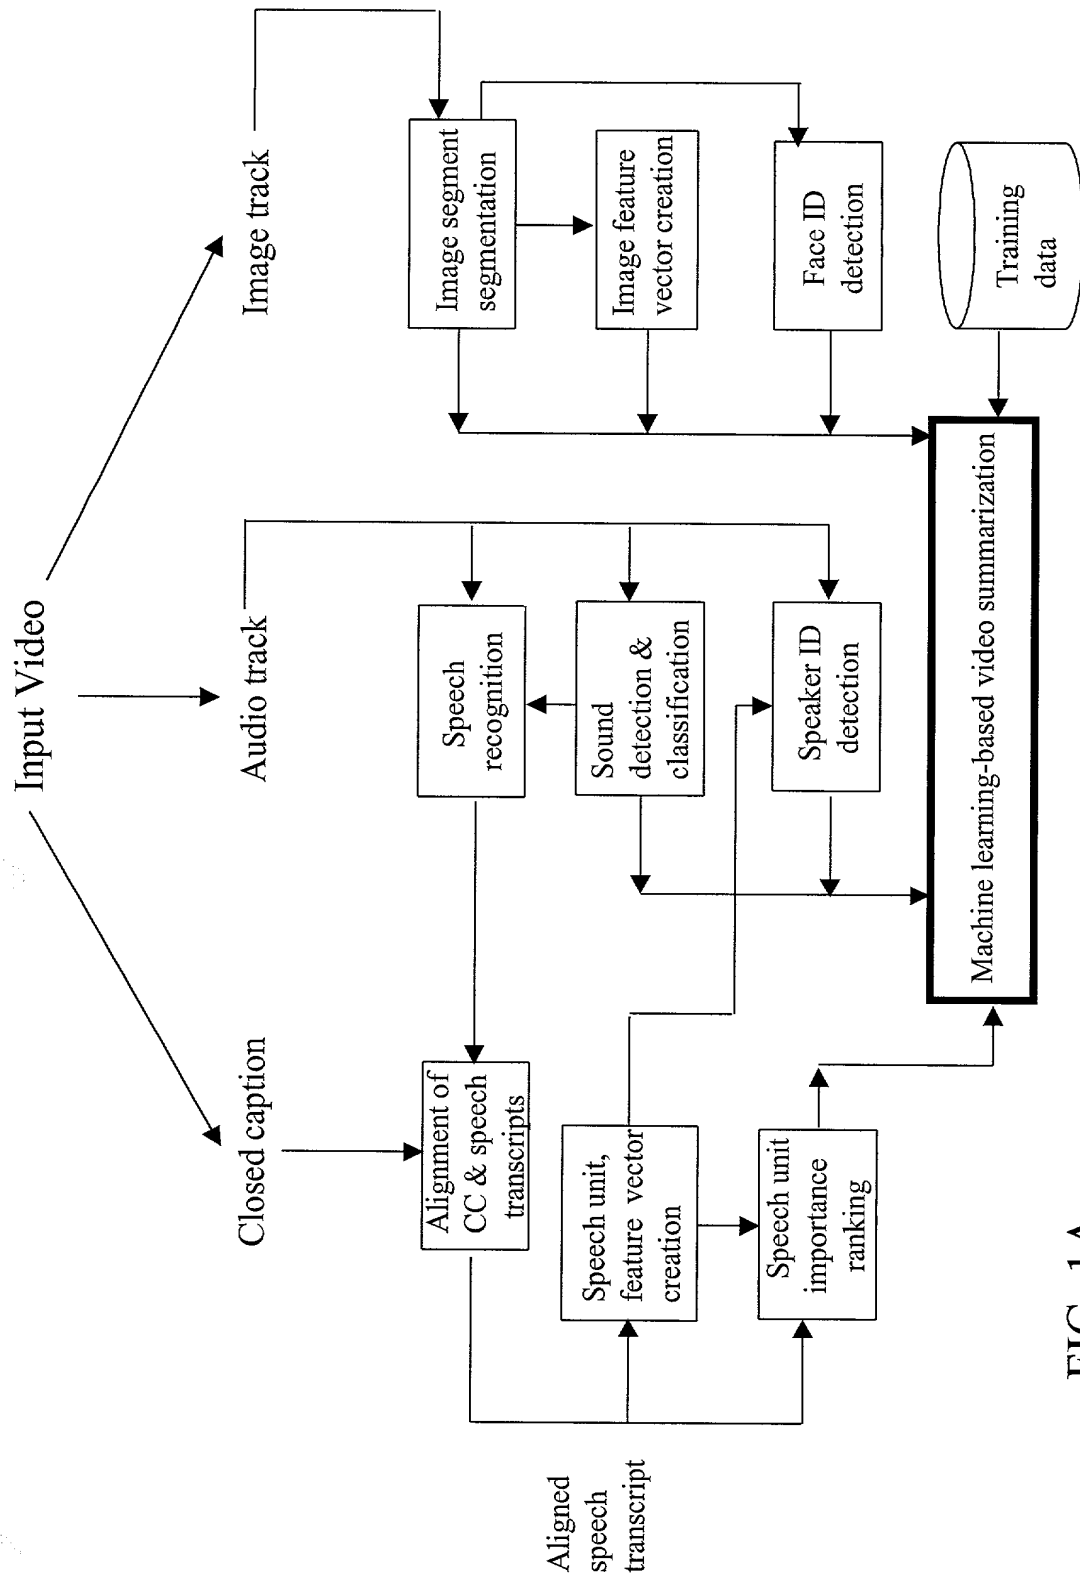 Input Video
Closed caption
Audio track
Image track
Alignment of
CC & speech
transcripts
Speech
recognition
Image segment
segmentation
Aligned
speech
transcript
Speech unit,
feature vector
creation
Sound
detection &
classification
Image feature
vector creation
Speech unit
importance
ranking
Speaker ID
detection
Face ID
detection
Machine learning-based video summarization
Training
data
FIG. 1A